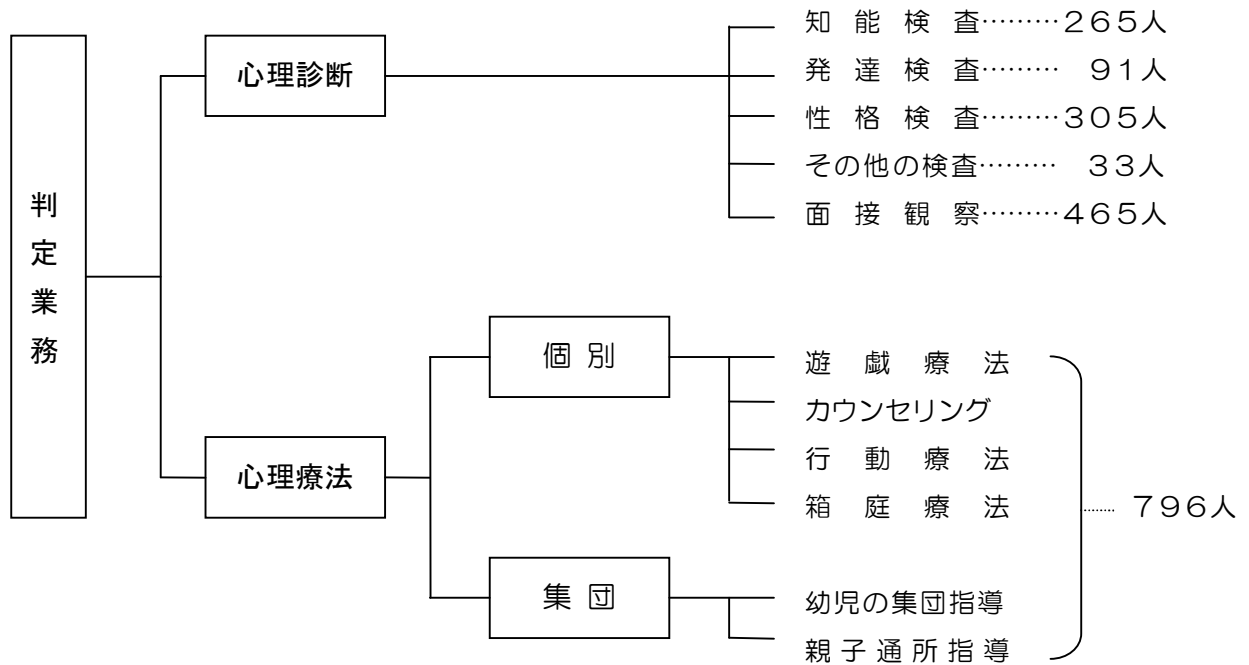 判定業務
心理診断
知能検査………265人
発達検査……… 91人
性格検査………305人
その他の検査……… 33人
面接観察………465人
心理療法
個別
遊戯療法
カウンセリング
行動療法
箱庭療法
集団
幼児の集団指導
親子通所指導
……… 796人